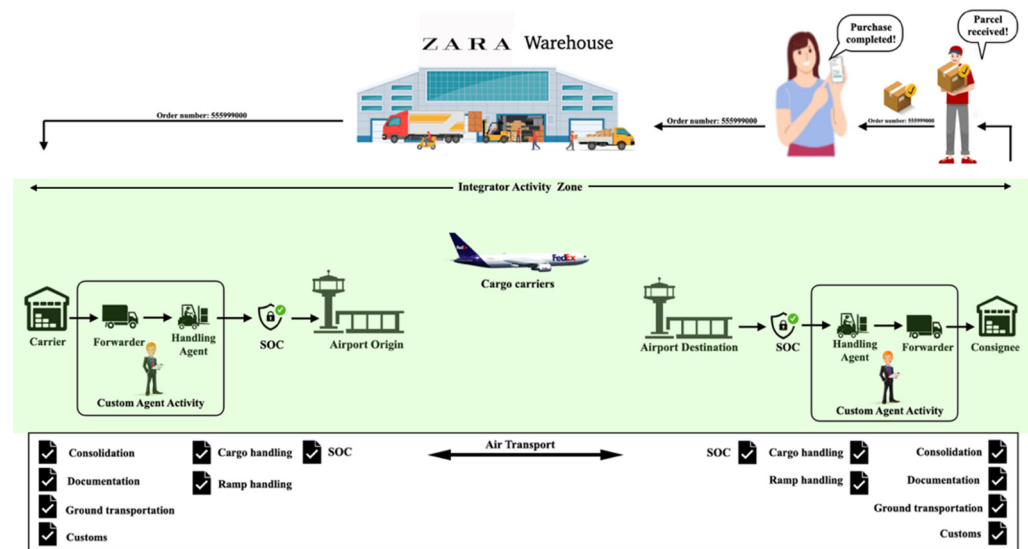 ZARA Warehouse
Purchase
completed!
Parcel
received!
Order number: 555999000
Order number: 555999000
Order number: 555999000
Integrator Activity Zone
FedEx
FedEx
Cargo carriers
Carrier
Forwarder
Handling
Agent
SOC
Airport Origin
Custom Agent Activity
Airport Destination
SOC
Handling
Agent
Forwarder
Consignee
Custom Agent Activity
Consolidation
Documentation
Ground transportation
Customs
Cargo handling
Ramp handling
SOC
Air Transport
SOC
Cargo handling
Ramp handling
Consolidation
Documentation
Ground transportation
Customs